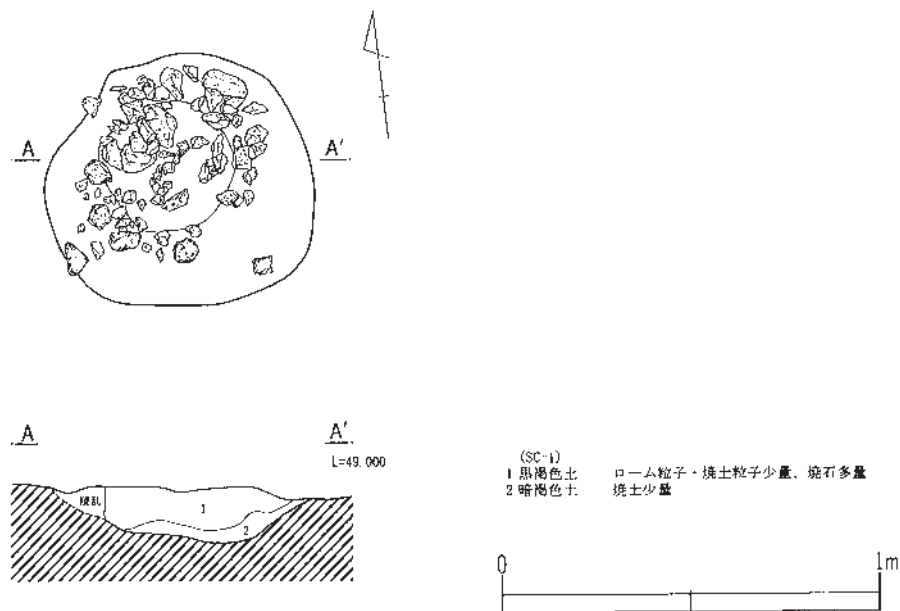 A A'
A A'
L=49.000
撹乱
1
2
(SC-1)
1 黒褐色土 ローム粒子・焼土粒子少量、焼石多量
2 暗褐色土 焼土少量
0 1m